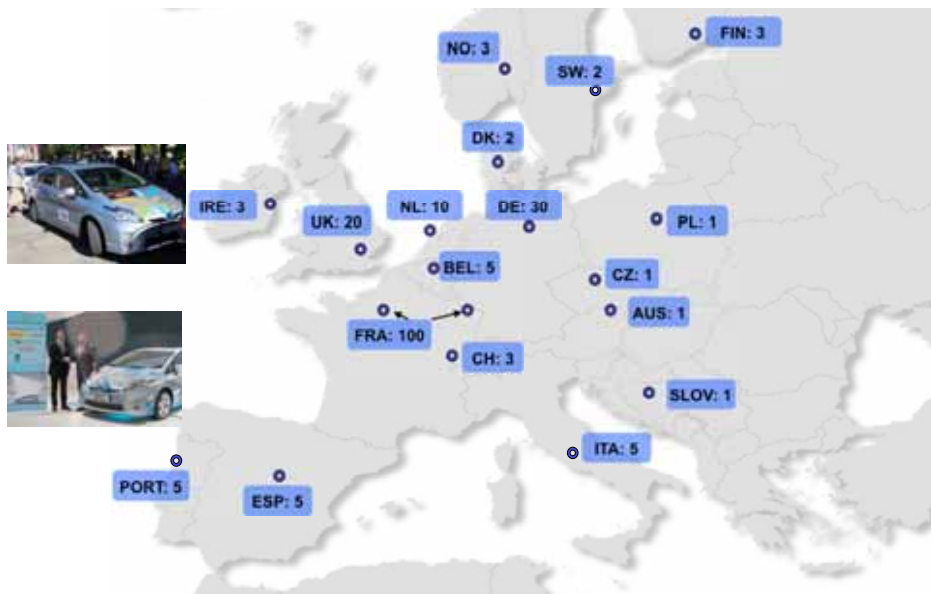 FIN: 3
NO: 3
SW: 2
DK: 2
IRE: 3
UK: 20
NL: 10
DE: 30
PL: 1
BEL: 5
CZ: 1
AUS: 1
FRA: 100
CH: 3
SLOV: 1
ITA: 5
PORT: 5
ESP: 5